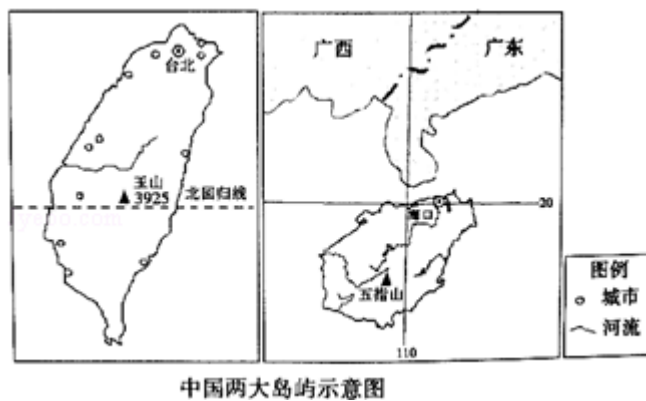 台北
玉山
3925
北回归线
广西
广东
20
海口
五指山
110
图例
城市
河流
中国两大岛屿示意图